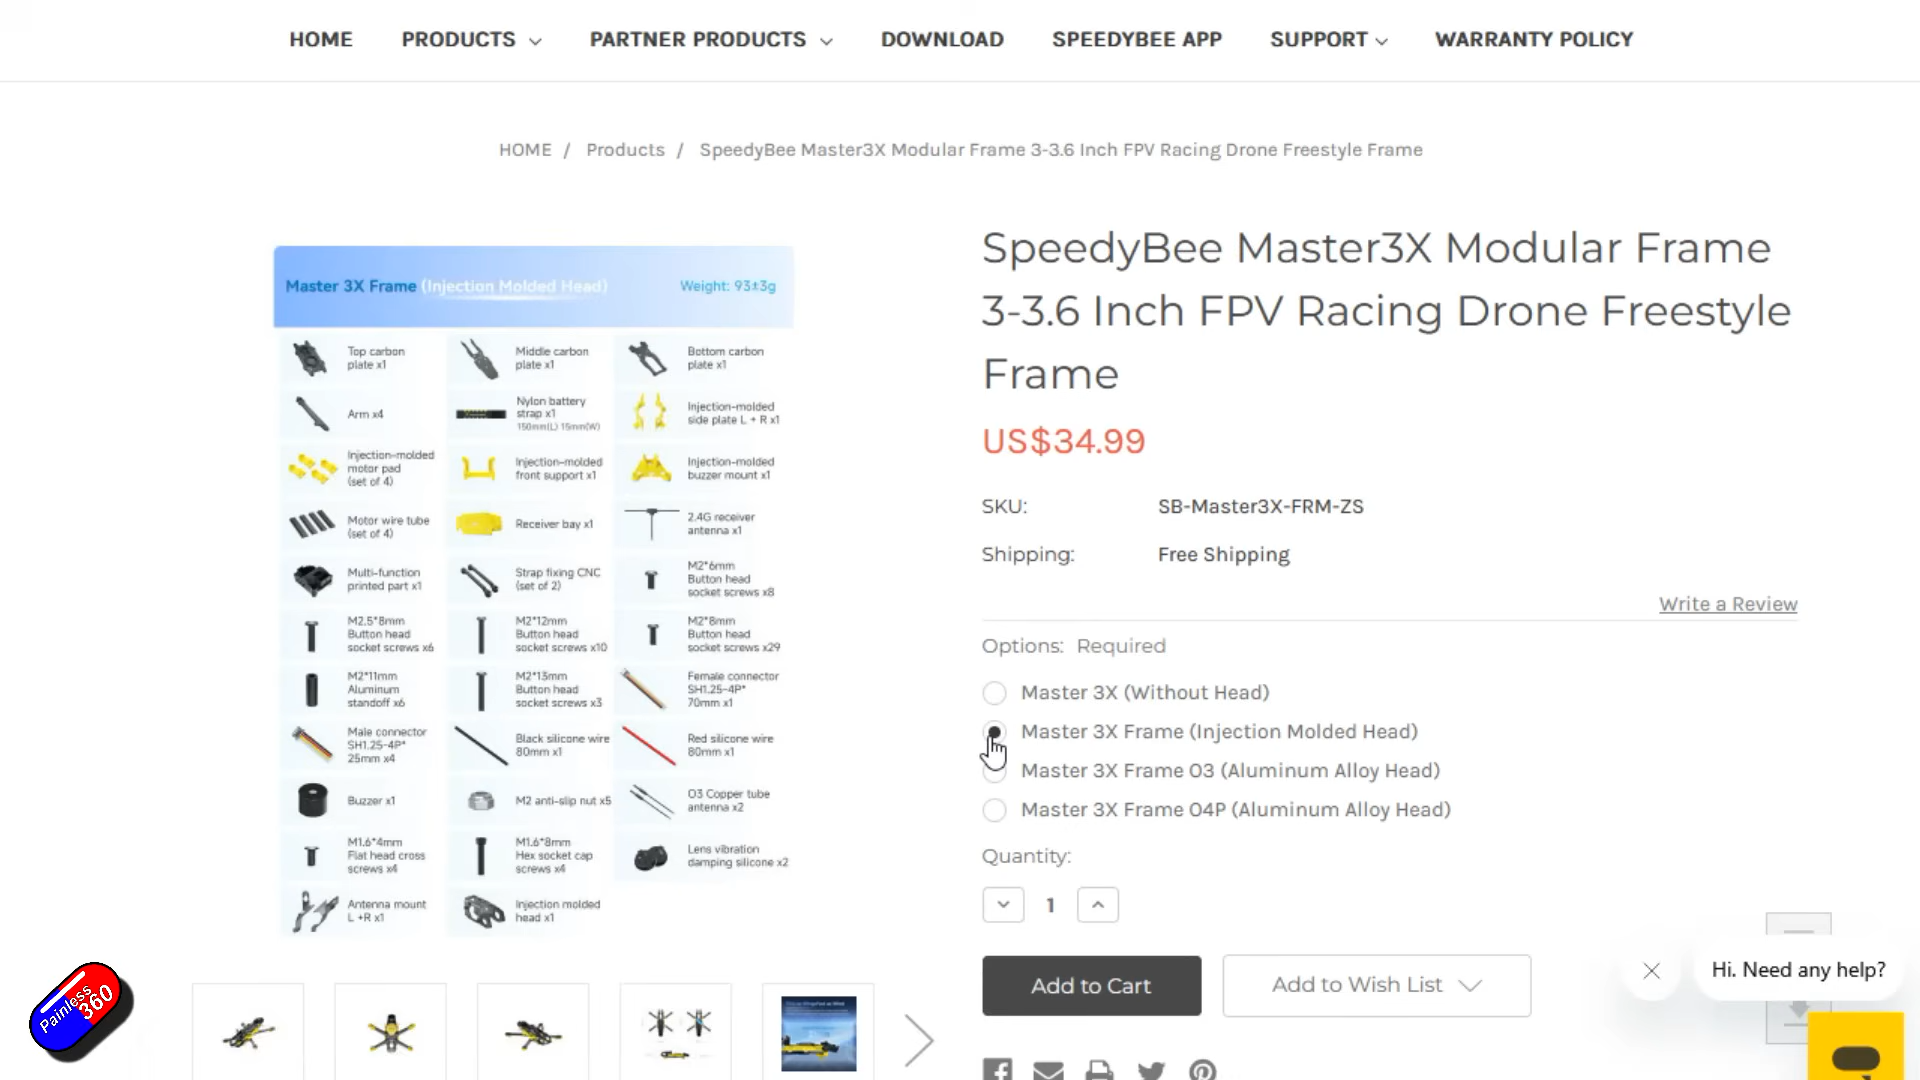 HOME PRODUCTS PARTNER PRODUCTS DOWNLOAD SPEEDYBEE APP SUPPORT WARRANTY POLICY
HOME / Products / SpeedyBee Master3X Modular Frame 3-3.6 Inch FPV Racing Drone Freestyle Frame
Master 3X Frame (Injection Molded Head) Weight: 93±3g
Top carbon
plate x1
Middle carbon
plate x1
Bottom carbon
plate x1
Arm x4
Nylon battery
strap x1
150mm(L) 15mm(W)
Injection-molded
side plate L + R x1
Injection-molded
motor pad
(set of 4)
Injection-molded
front support x1
Injection-molded
buzzer mount x1
Motor wire tube
(set of 4)
Receiver bay x1
2.4G receiver
antenna x1
Multi-function
printed part x1
Strap fixing CNC
(set of 2)
M2*6mm
Button head
socket screws x8
M2.5*8mm
Button head
socket screws x6
M2*12mm
Button head
socket screws x10
M2*8mm
Button head
socket screws x29
M2*11mm
Aluminum
standoff x6
M2*13mm
Button head
socket screws x3
Female connector
SH1.25-4P*
70mm x1
Male connector
SH1.25-4P*
25mm x4
Black silicone wire
80mm x1
Red silicone wire
80mm x1
Buzzer x1
M2 anti-slip nut x5
O3 Copper tube
antenna x2
M1.6*4mm
Flat head cross
screws x4
M1.6*8mm
Hex socket cap
screws x4
Lens vibration
damping silicone x2
Antenna mount
L +R x1
Injection molded
head x1
SpeedyBee Master3X Modular Frame
3-3.6 Inch FPV Racing Drone Freestyle
Frame
US$34.99
SKU: SB-Master3X-FRM-ZS
Shipping: Free Shipping
Write a Review
Options: Required
Master 3X (Without Head)
Master 3X Frame (Injection Molded Head)
Master 3X Frame O3 (Aluminum Alloy Head)
Master 3X Frame O4P (Aluminum Alloy Head)
Quantity:
1
Add to Cart
Add to Wish List
Hi. Need any help?
Painless
360